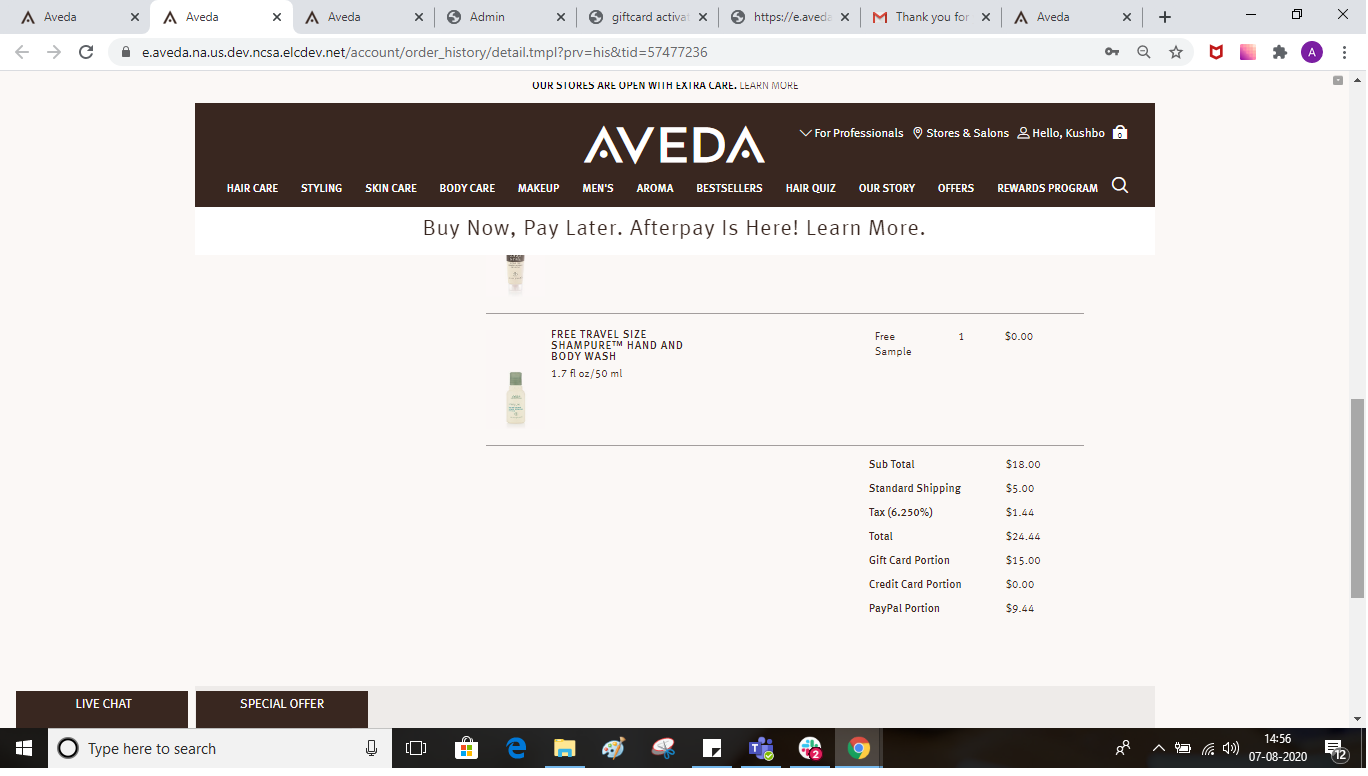 Aveda
Aveda
Aveda
Admin
giftcard activat
https://e.aveda
Thank you for
Aveda
e.aveda.na.us.dev.ncsa.elcdev.net/account/order_history/detail.tmpl?prv=his&tid=57477236
A
OUR STORES ARE OPEN WITH EXTRA CARE. LEARN MORE
AVEDA
For Professionals
Stores & Salons
Hello, Kushbo
0
HAIR CARE
STYLING
SKIN CARE
BODY CARE
MAKEUP
MEN'S
AROMA
BESTSELLERS
HAIR QUIZ
OUR STORY
OFFERS
REWARDS PROGRAM
Buy Now, Pay Later. Afterpay Is Here! Learn More.
FREE TRAVEL SIZE
SHAMPURE™ HAND AND
BODY WASH
1.7 fl oz/50 ml
Free
Sample
1
$0.00
Sub Total $18.00
Standard Shipping $5.00
Tax (6.250%) $1.44
Total $24.44
Gift Card Portion $15.00
Credit Card Portion $0.00
PayPal Portion $9.44
LIVE CHAT
SPECIAL OFFER
Type here to search
2
14:56
07-08-2020
12